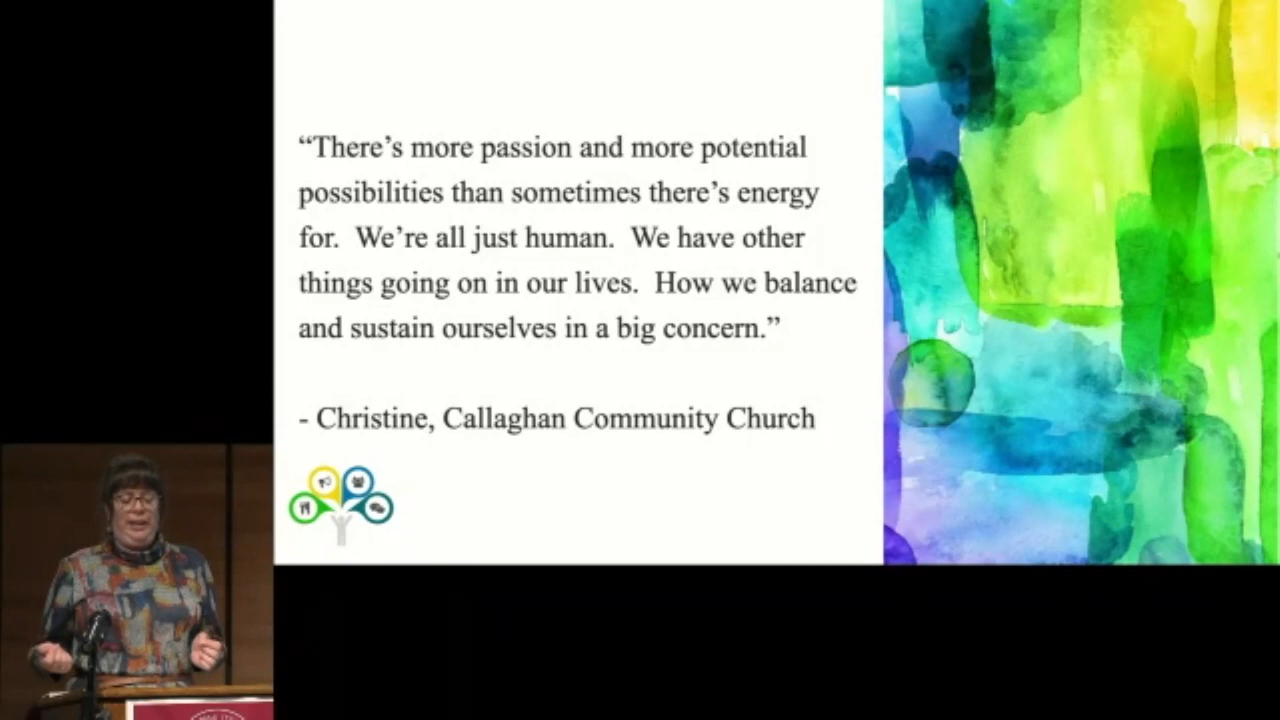 “There’s more passion and more potential
possibilities than sometimes there’s energy
for.  We’re all just human.  We have other
things going on in our lives.  How we balance
and sustain ourselves in a big concern.”
- Christine, Callaghan Community Church